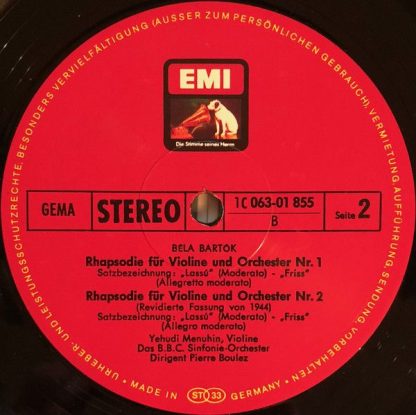 URHEBER- UND LEISTUNGSSCHUTZRECHTE, BESONDERS VERVIELFÄLTIGUNG (AUSSER ZUM PERSÖNLICHEN GEBRAUCH), VERMIETUNG AUFFÜHRUNG SENDUNG VORBEHALTEN
EMI
Die Stimme seines Herrn
GEMA
STEREO
1C 063-01 855
B
Seite 2
BELA BARTOK
Rhapsodie für Violine und Orchester Nr. 1
Satzbezeichnung: „Lassú" (Moderato) - „Friss"
(Allegretto moderato)
Rhapsodie für Violine und Orchester Nr. 2
(Revidierte Fassung von 1944)
Satzbezeichnung: „Lassú" (Moderato) - „Friss"
(Allegro moderato)
Yehudi Menuhin, Violine
Das B.B.C. Sinfonie-Orchester
Dirigent Pierre Boulez
• MADE IN ST 33 GERMANY •